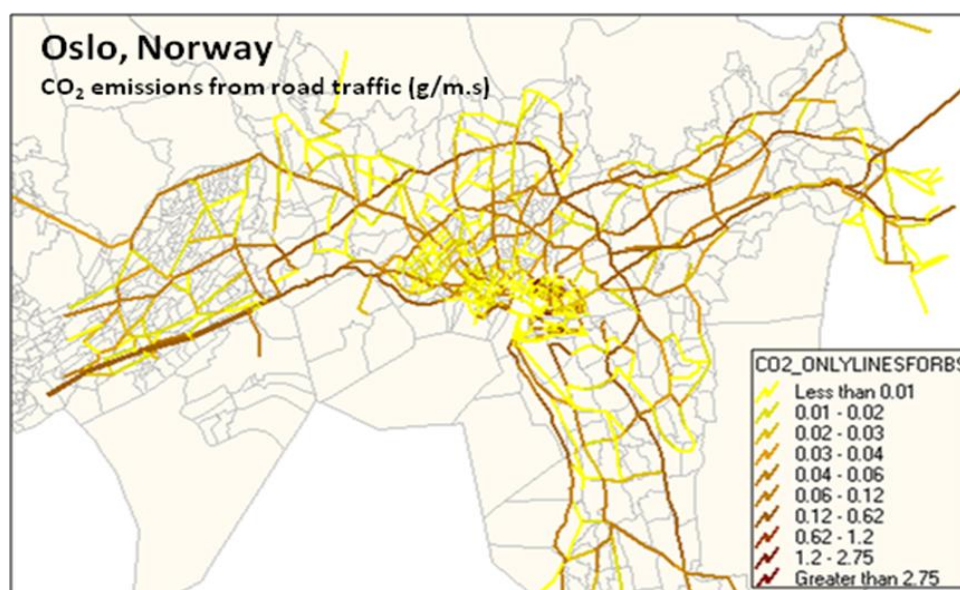 Oslo, Norway
CO₂ emissions from road traffic (g/m.s)
CO2_ONLYLINESFORBS
Less than 0.01
0.01 - 0.02
0.02 - 0.03
0.03 - 0.04
0.04 - 0.06
0.06 - 0.12
0.12 - 0.62
0.62 - 1.2
1.2 - 2.75
Greater than 2.75